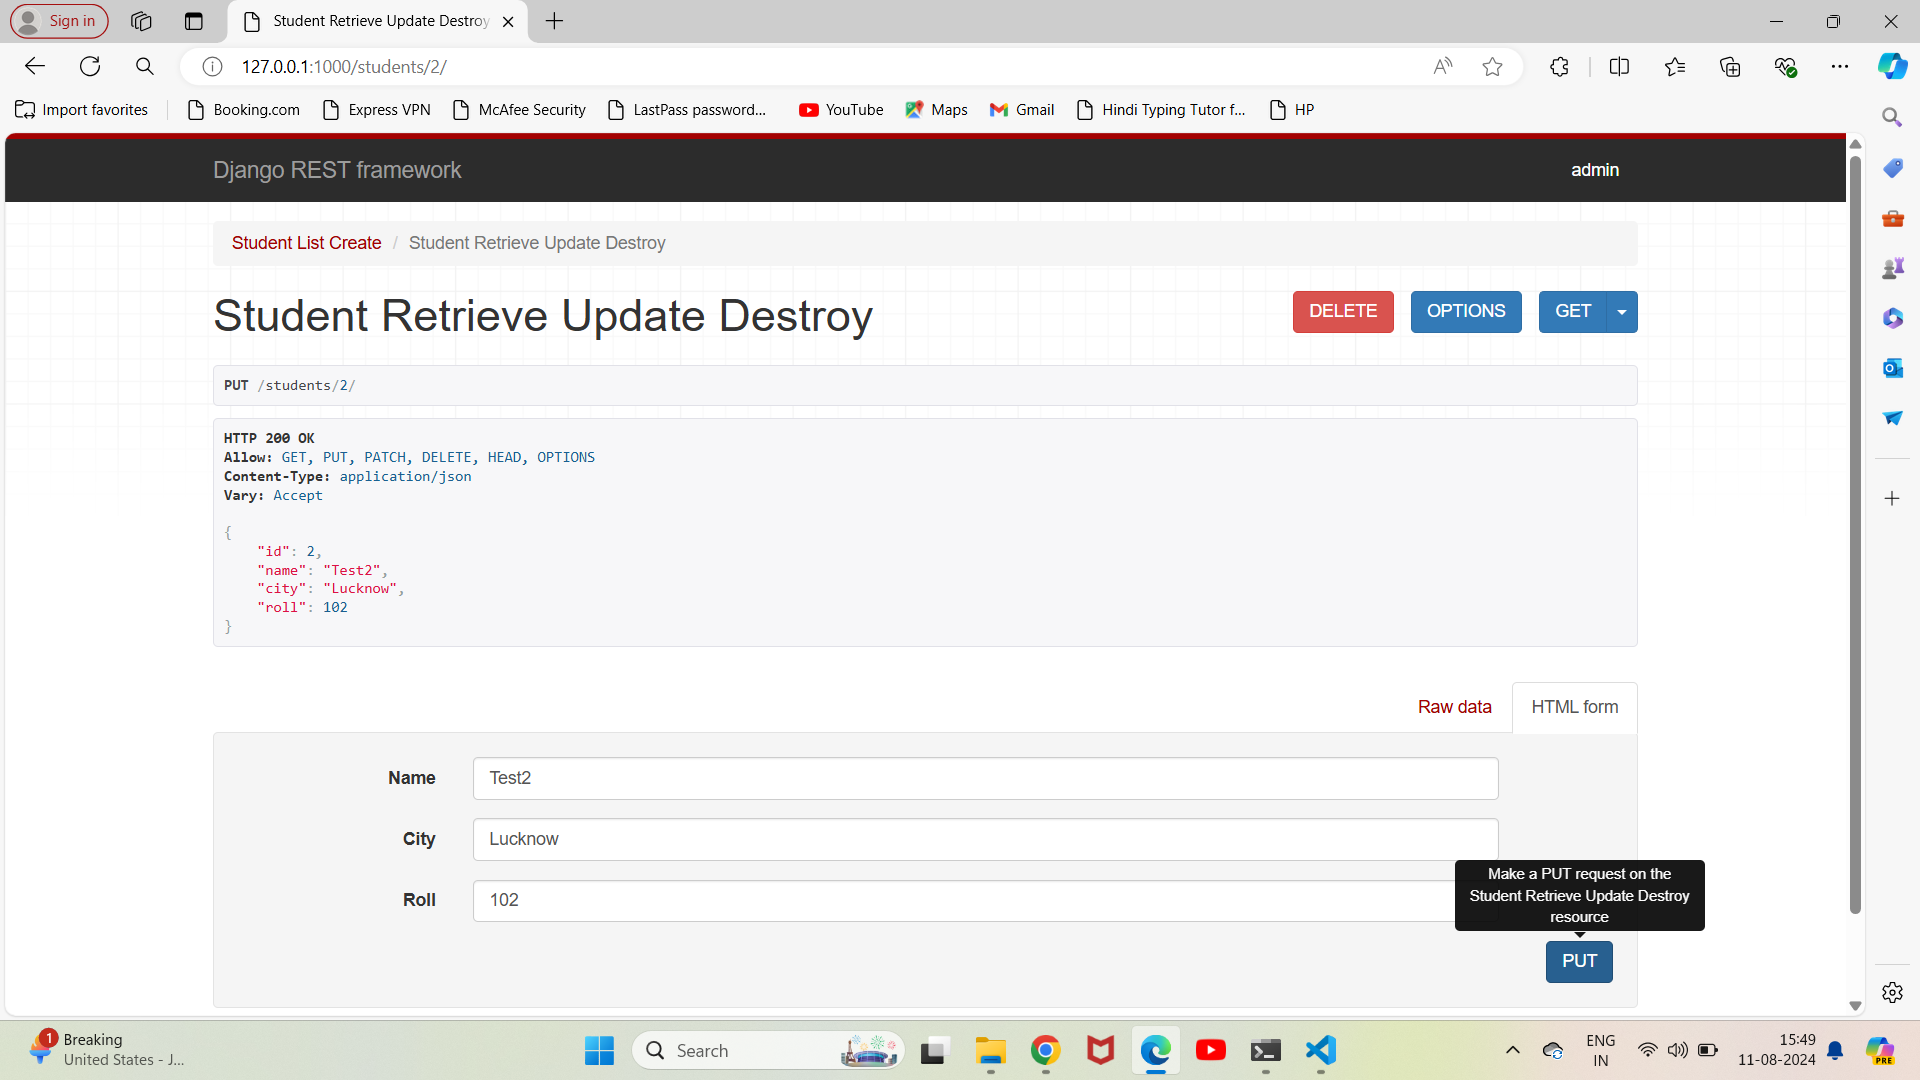 Sign in
Student Retrieve Update Destroy
127.0.0.1:1000/students/2/
Import favorites
Booking.com
Express VPN
McAfee Security
LastPass password...
YouTube
Maps
Gmail
Hindi Typing Tutor f...
HP
Django REST framework
admin
Student List Create / Student Retrieve Update Destroy
Student Retrieve Update Destroy
DELETE
OPTIONS
GET
PUT /students/2/
HTTP 200 OK
Allow: GET, PUT, PATCH, DELETE, HEAD, OPTIONS
Content-Type: application/json
Vary: Accept
{
"id": 2,
"name": "Test2",
"city": "Lucknow",
"roll": 102
}
Raw data
HTML form
Name
Test2
City
Lucknow
Roll
102
Make a PUT request on the
Student Retrieve Update Destroy
resource
PUT
1
Breaking
United States - J...
Search
ENG
IN
15:49
11-08-2024
PRE